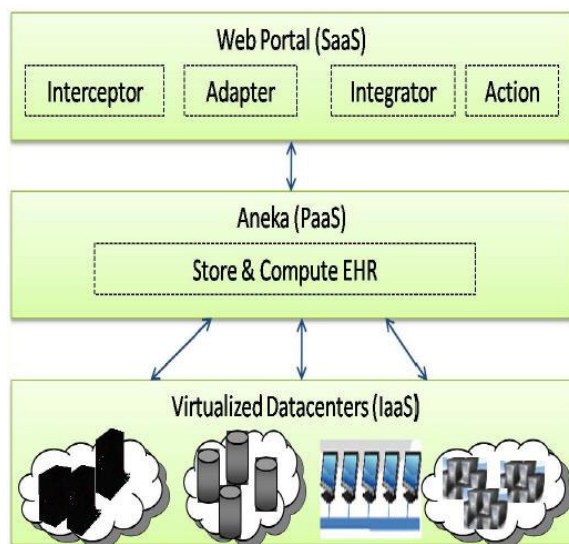 Web Portal (SaaS)
Interceptor Adapter Integrator Action
Aneka (PaaS)
Store & Compute EHR
Virtualized Datacenters (IaaS)